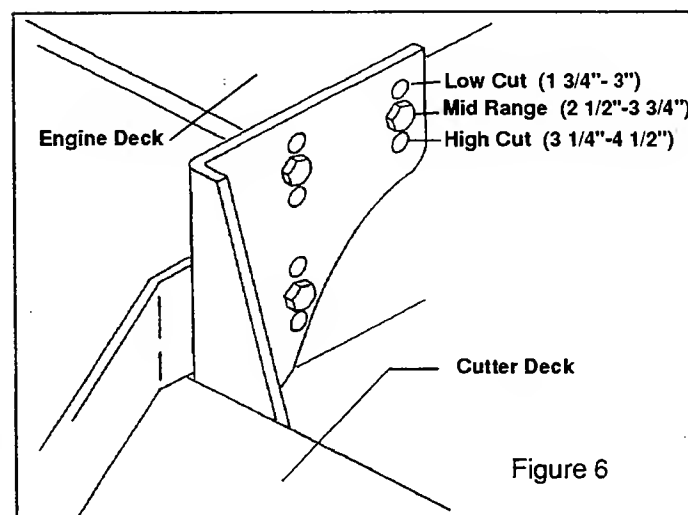 Low Cut (1 3/4"- 3")
Mid Range (2 1/2"-3 3/4")
Engine Deck
High Cut (3 1/4"-4 1/2")
Cutter Deck
Figure 6